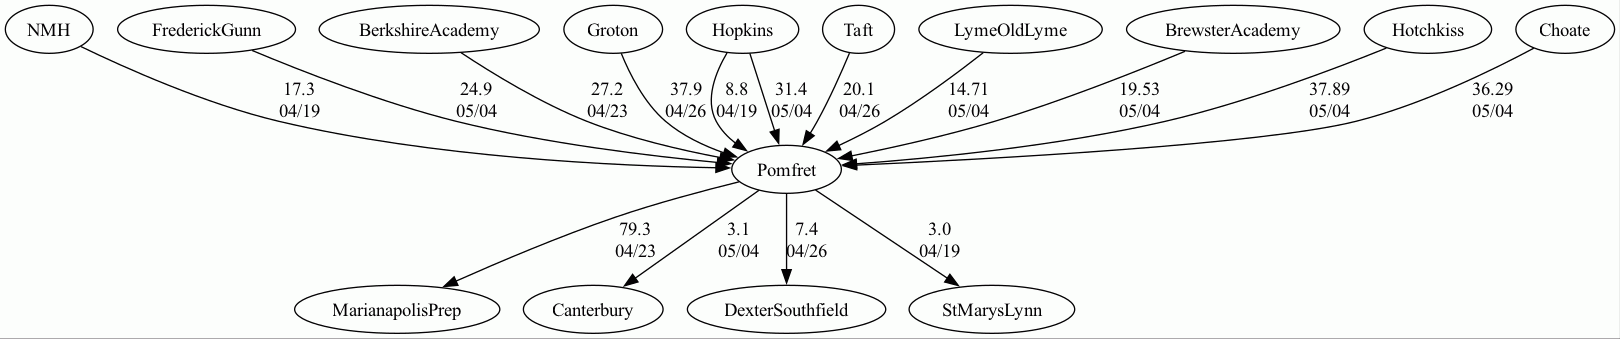 NMH
FrederickGunn
BerkshireAcademy
Groton
Hopkins
Taft
LymeOldLyme
BrewsterAcademy
Hotchkiss
Choate
17.3
04/19
24.9
05/04
27.2
04/23
37.9
04/26
8.8
04/19
31.4
05/04
20.1
04/26
14.71
05/04
19.53
05/04
37.89
05/04
36.29
05/04
Pomfret
79.3
04/23
3.1
05/04
7.4
04/26
3.0
04/19
MarianapolisPrep
Canterbury
DexterSouthfield
StMarysLynn